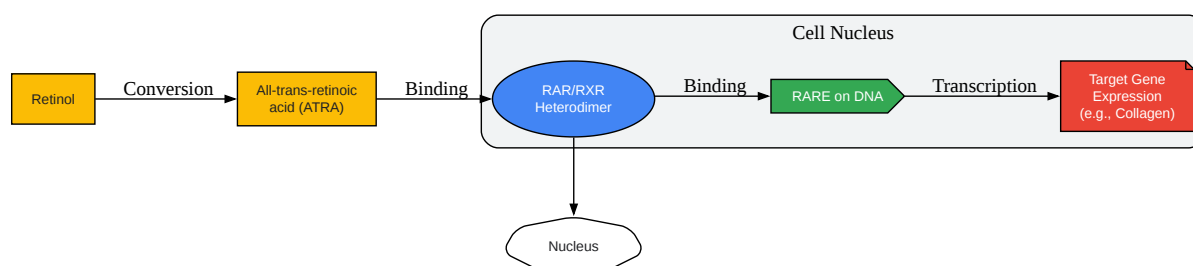 Cell Nucleus
Retinol
Conversion
All-trans-retinoic
acid (ATRA)
Binding
RAR/RXR
Heterodimer
Binding
RARE on DNA
Transcription
Target Gene
Expression
(e.g., Collagen)
Nucleus